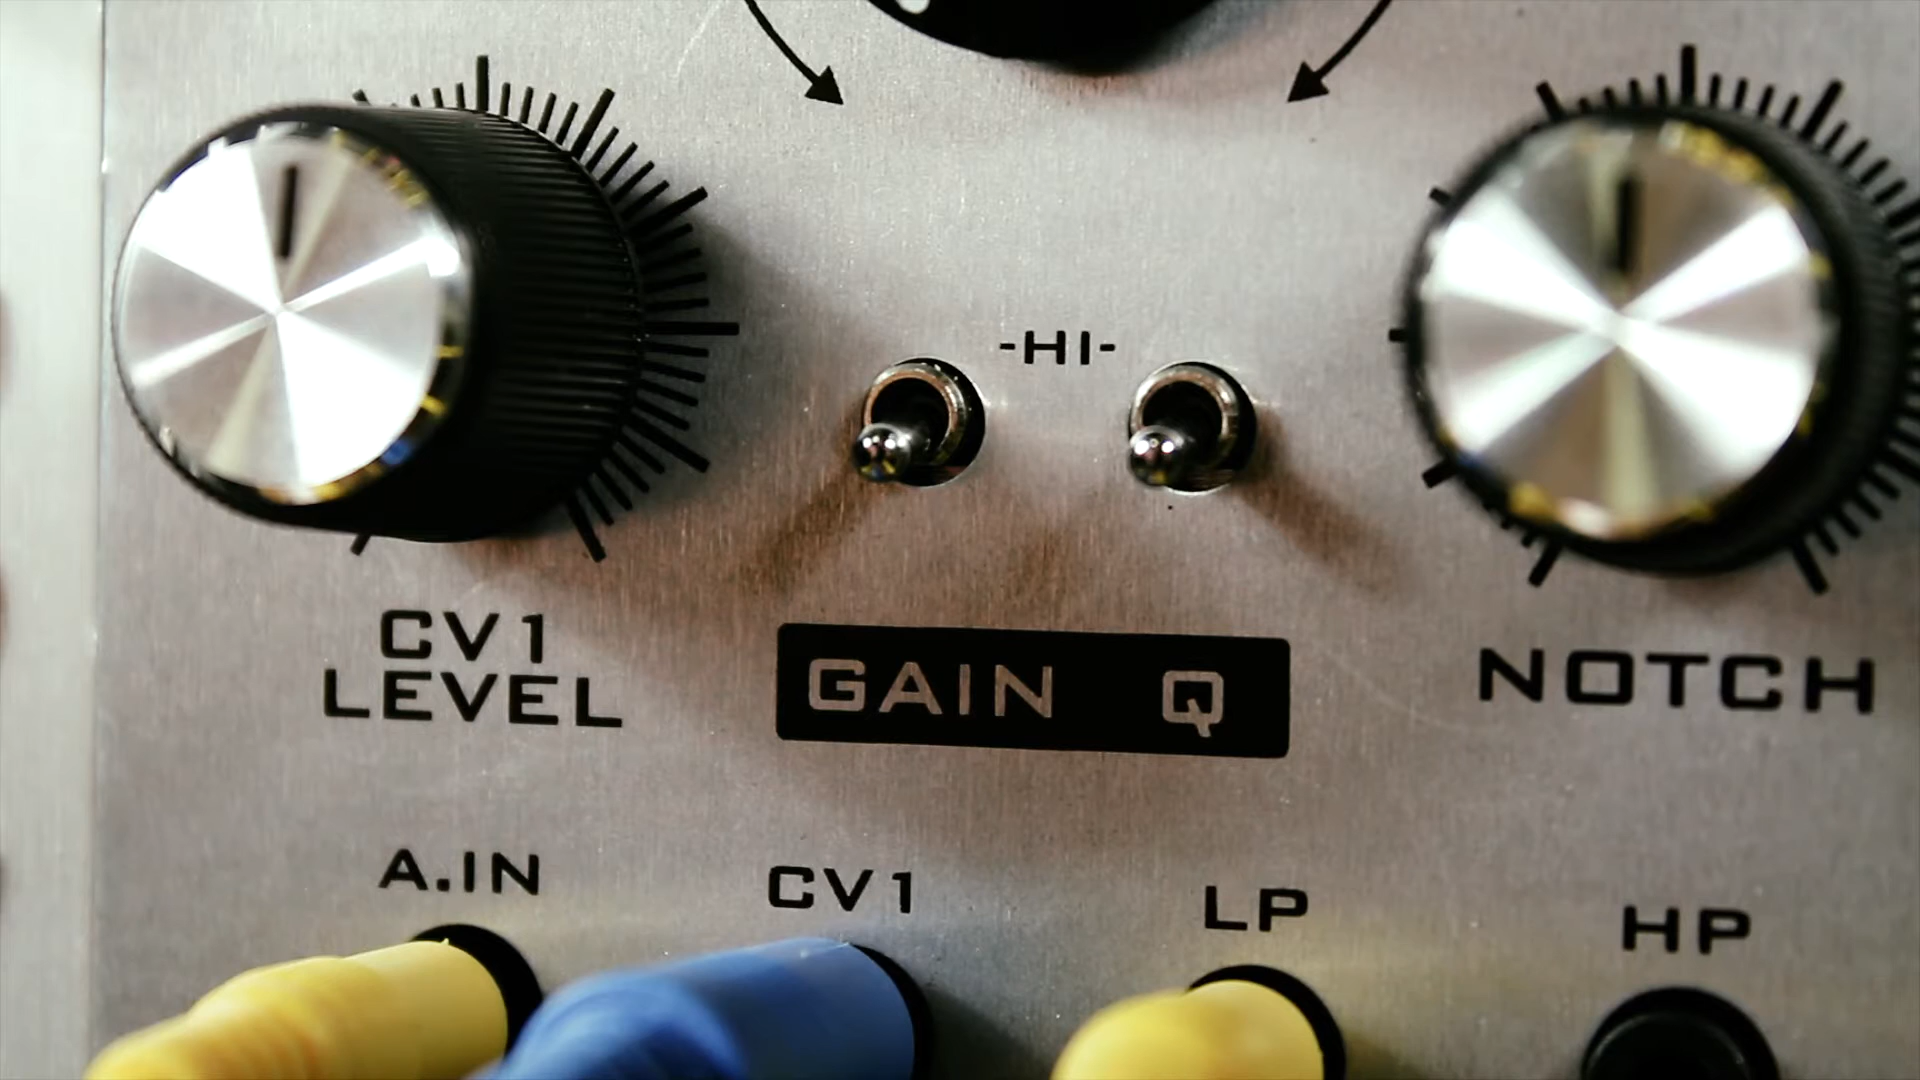 -HI-
CV1
LEVEL
GAIN Q
NOTCH
A.IN
CV1
LP
HP